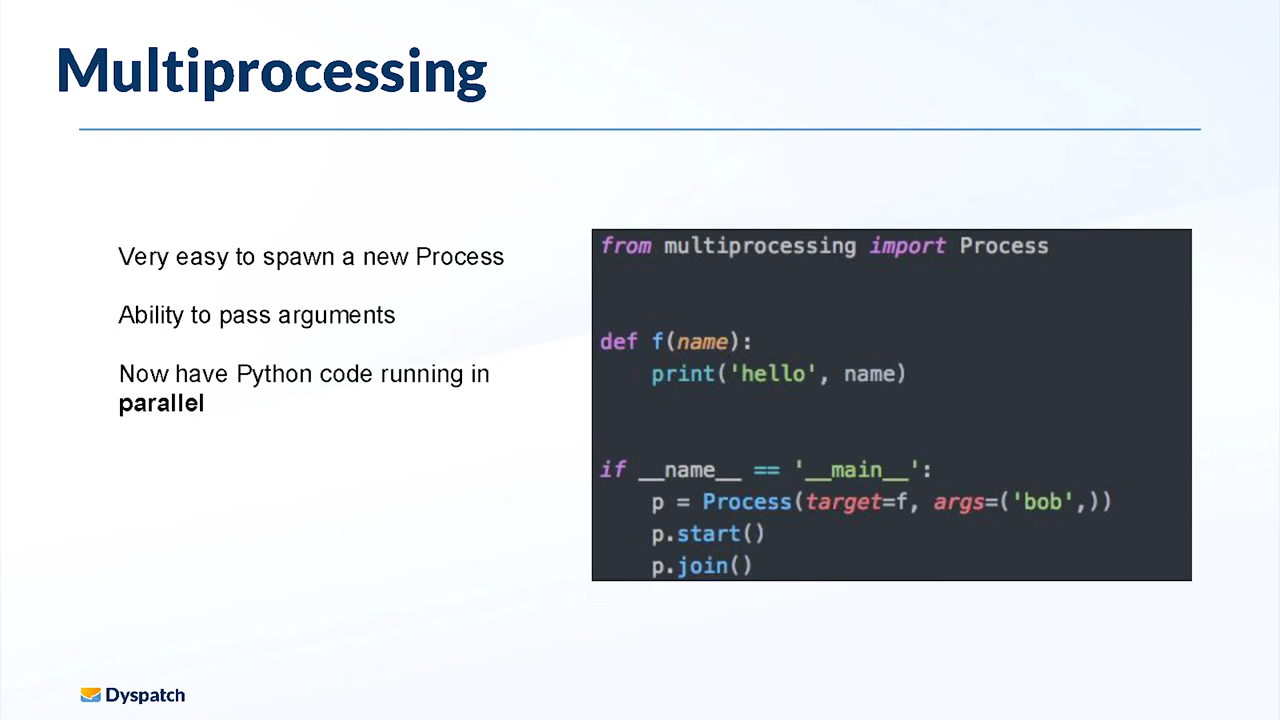 Multiprocessing
Very easy to spawn a new Process
Ability to pass arguments
Now have Python code running in
parallel
from multiprocessing import Process
def f(name):
    print('hello', name)
if __name__ == '__main__':
    p = Process(target=f, args=('bob',))
    p.start()
    p.join()
Dyspatch